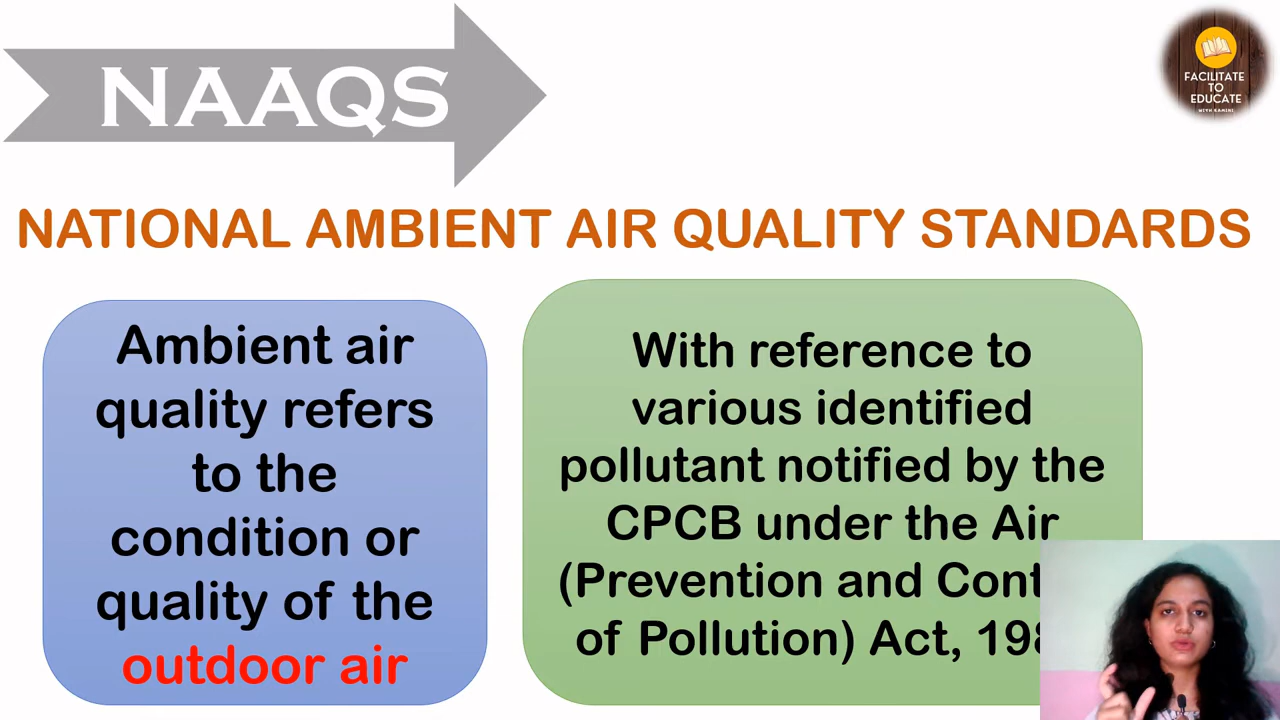 NAAQS
FACILITATE
TO
EDUCATE
WITH KAMINI
NATIONAL AMBIENT AIR QUALITY STANDARDS
Ambient air
quality refers
to the
condition or
quality of the
outdoor air
With reference to
various identified
pollutant notified by the
CPCB under the Air
(Prevention and Cont
of Pollution) Act, 198